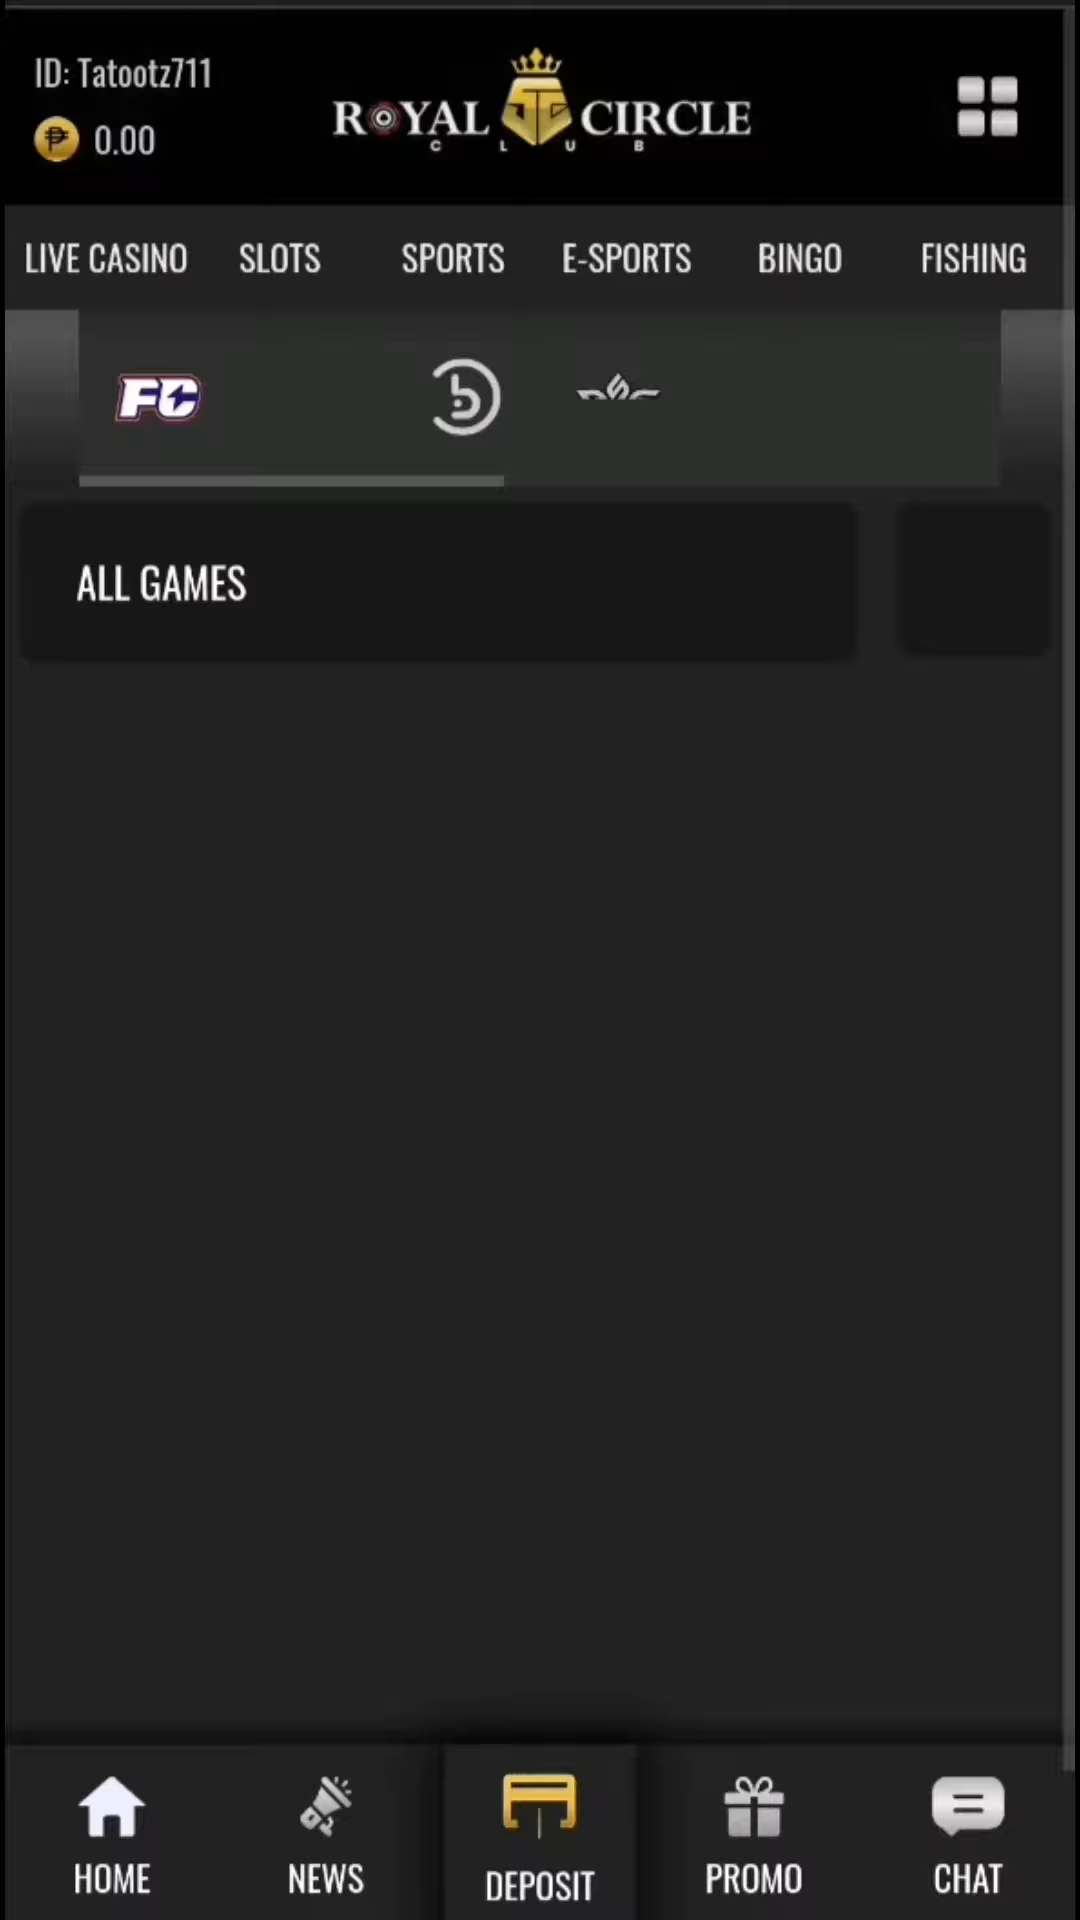 ID: Tatootz711
0.00
ROYAL CIRCLE
CLUB
LIVE CASINO SLOTS SPORTS E-SPORTS BINGO FISHING
FC
ALL GAMES
HOME NEWS DEPOSIT PROMO CHAT